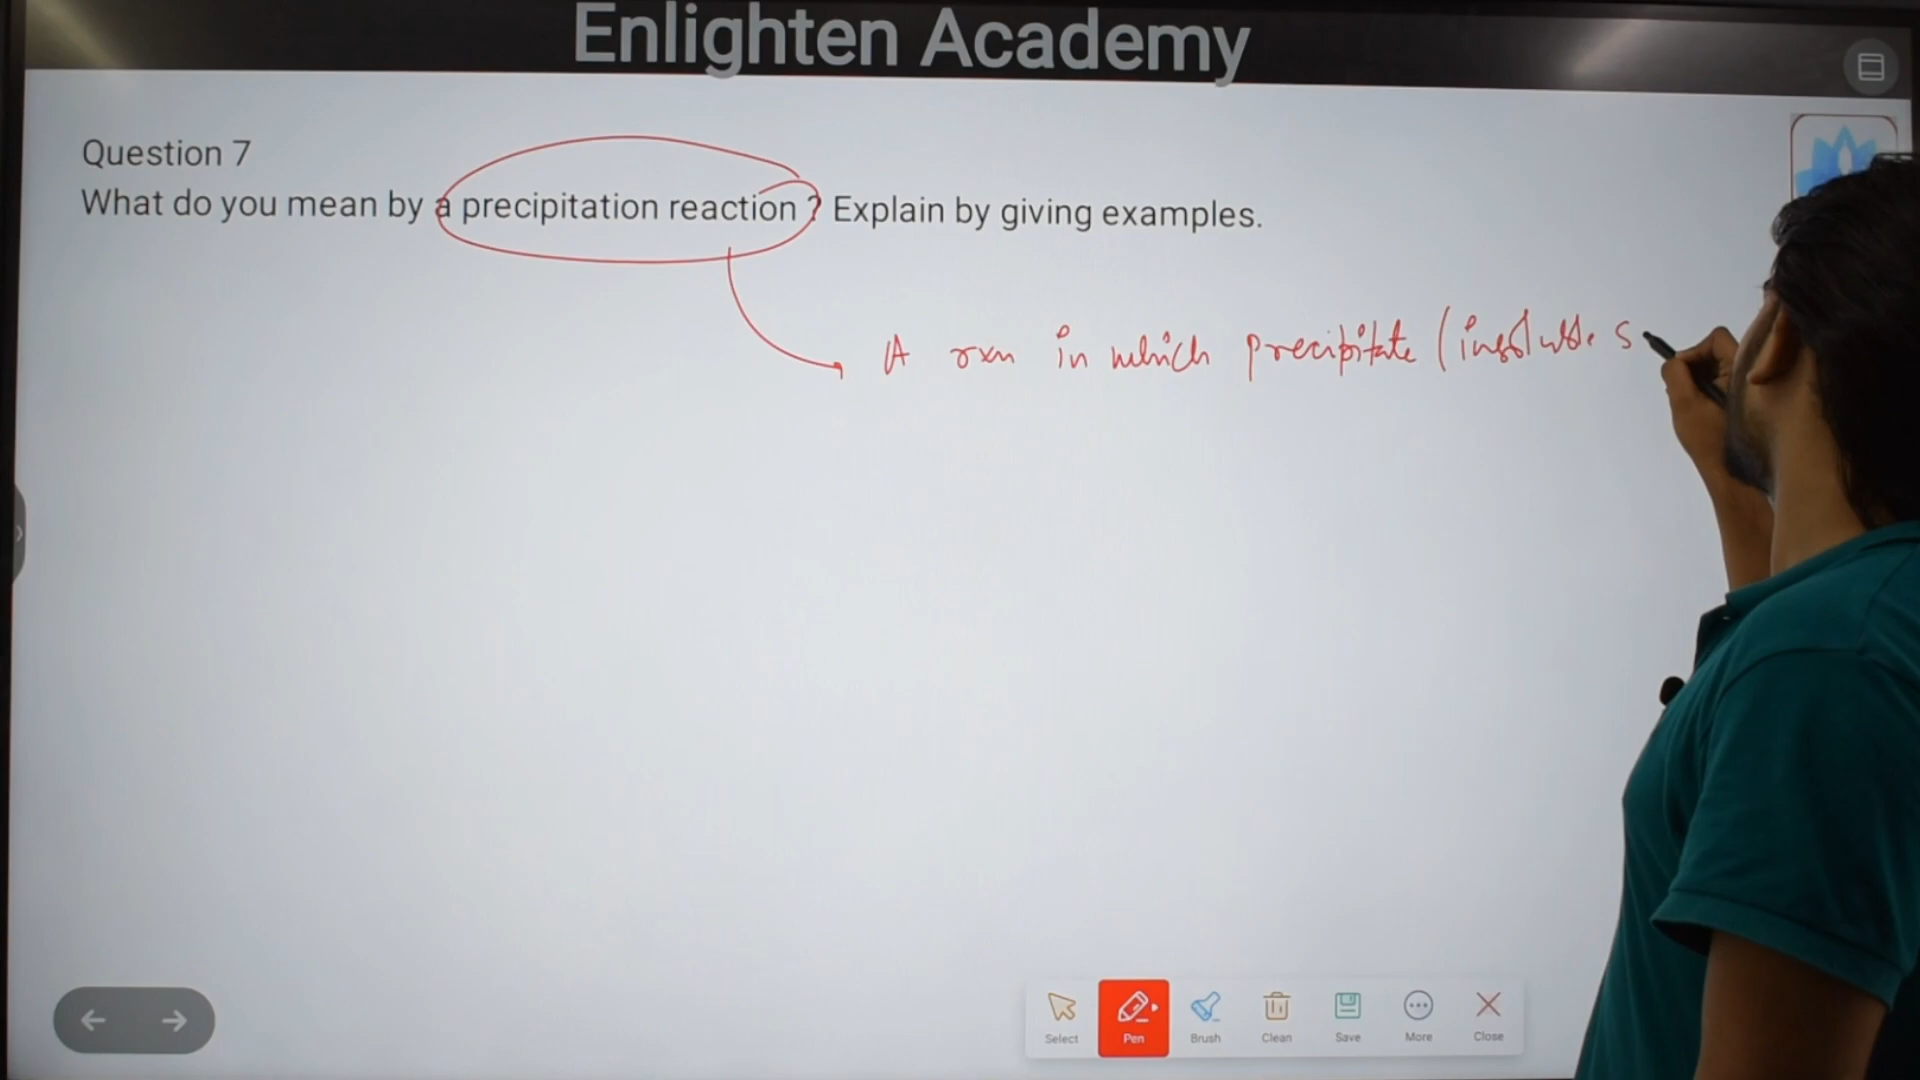 Enlighten Academy
Question 7
What do you mean by a precipitation reaction ? Explain by giving examples.
A rxn in which precipitate (insoluble s
Select
Pen
Brush
Clean
Save
More
Close